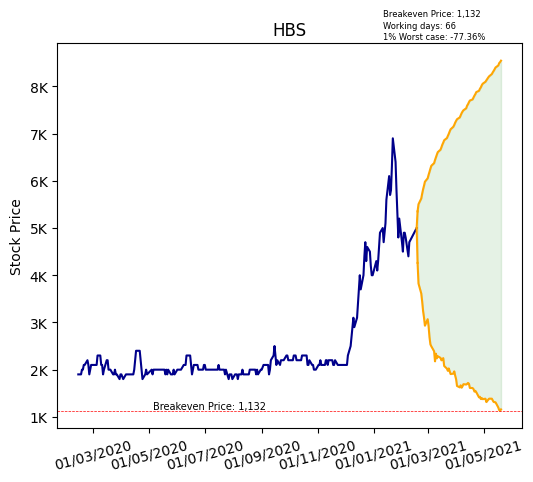 Breakeven Price: 1,132
Working days: 66
1% Worst case: -77.36%
HBS
Stock Price
8K
7K
6K
5K
4K
3K
2K
1K
Breakeven Price: 1,132
01/03/2020
01/05/2020
01/07/2020
01/09/2020
01/11/2020
01/01/2021
01/03/2021
01/05/2021